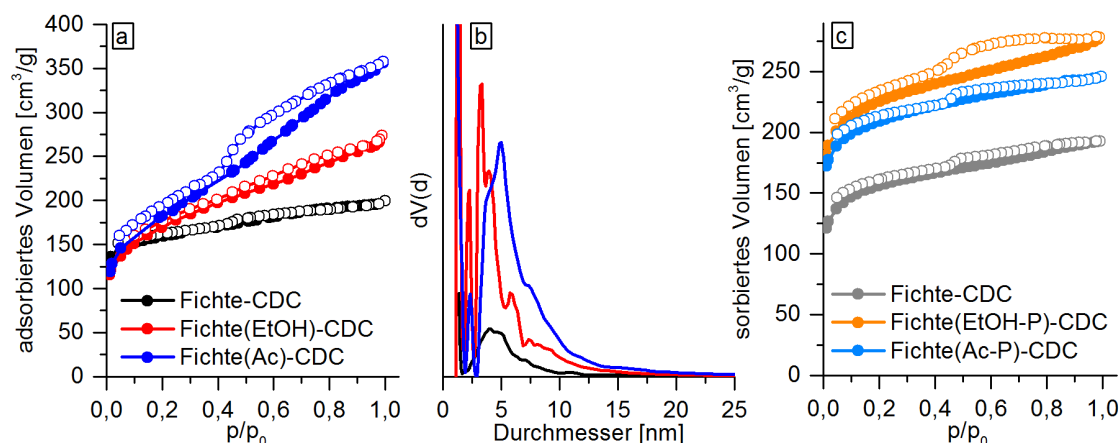 a
adsorbiertes Volumen [cm³/g]
400
350
300
250
200
150
100
50
0
Fichte-CDC
Fichte(EtOH)-CDC
Fichte(Ac)-CDC
0,0 0,2 0,4 0,6 0,8 1,0
p/p₀
b
dV(d)
0 5 10 15 20 25
Durchmesser [nm]
c
sorbiertes Volumen [cm³/g]
250
200
150
100
50
0
Fichte-CDC
Fichte(EtOH-P)-CDC
Fichte(Ac-P)-CDC
0,0 0,2 0,4 0,6 0,8 1,0
p/p₀